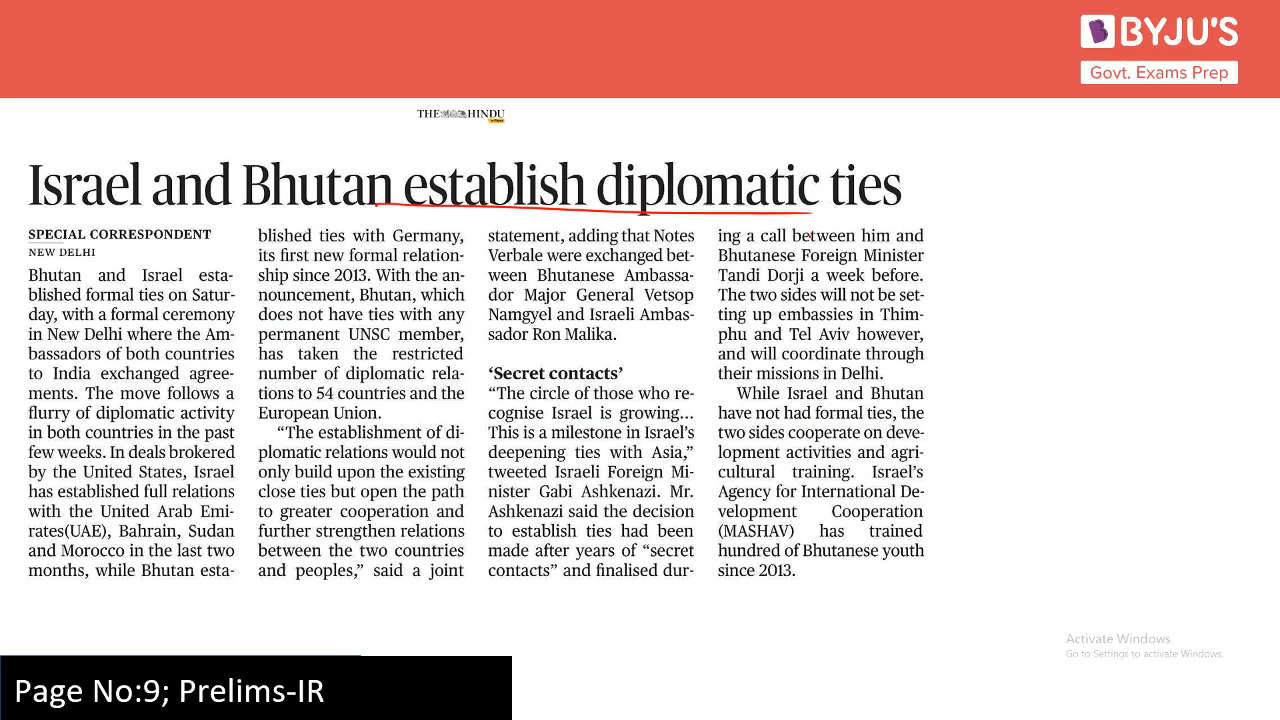 BYJU'S
Govt. Exams Prep
THE HINDU
Israel and Bhutan establish diplomatic ties
SPECIAL CORRESPONDENT
NEW DELHI
Bhutan and Israel esta-
blished formal ties on Satur-
day, with a formal ceremony
in New Delhi where the Am-
bassadors of both countries
to India exchanged agree-
ments. The move follows a
flurry of diplomatic activity
in both countries in the past
few weeks. In deals brokered
by the United States, Israel
has established full relations
with the United Arab Emi-
rates(UAE), Bahrain, Sudan
and Morocco in the last two
months, while Bhutan esta-
blished ties with Germany,
its first new formal relation-
ship since 2013. With the an-
nouncement, Bhutan, which
does not have ties with any
permanent UNSC member,
has taken the restricted
number of diplomatic rela-
tions to 54 countries and the
European Union.
“The establishment of di-
plomatic relations would not
only build upon the existing
close ties but open the path
to greater cooperation and
further strengthen relations
between the two countries
and peoples,” said a joint
statement, adding that Notes
Verbale were exchanged bet-
ween Bhutanese Ambassa-
dor Major General Vetsop
Namgyel and Israeli Ambas-
sador Ron Malika.
‘Secret contacts’
“The circle of those who re-
cognise Israel is growing...
This is a milestone in Israel’s
deepening ties with Asia,”
tweeted Israeli Foreign Mi-
nister Gabi Ashkenazi. Mr.
Ashkenazi said the decision
to establish ties had been
made after years of “secret
contacts” and finalised dur-
ing a call between him and
Bhutanese Foreign Minister
Tandi Dorji a week before.
The two sides will not be set-
ting up embassies in Thim-
phu and Tel Aviv however,
and will coordinate through
their missions in Delhi.
While Israel and Bhutan
have not had formal ties, the
two sides cooperate on deve-
lopment activities and agri-
cultural training. Israel’s
Agency for International De-
velopment Cooperation
(MASHAV) has trained
hundred of Bhutanese youth
since 2013.
Activate Windows
Go to Settings to activate Windows.
Page No:9; Prelims-IR